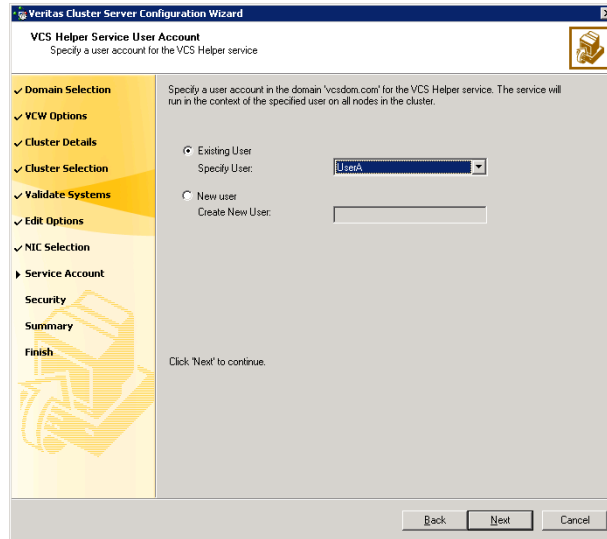 Veritas Cluster Server Configuration Wizard
VCS Helper Service User Account
Specify a user account for the VCS Helper service
Domain Selection
VCW Options
Cluster Details
Cluster Selection
Validate Systems
Edit Options
NIC Selection
Service Account
Security
Summary
Finish
Specify a user account in the domain 'vcsdom.com' for the VCS Helper service. The service will
run in the context of the specified user on all nodes in the cluster.
Existing User
Specify User:
UserA
New user
Create New User:
Click 'Next' to continue.
Back
Next
Cancel